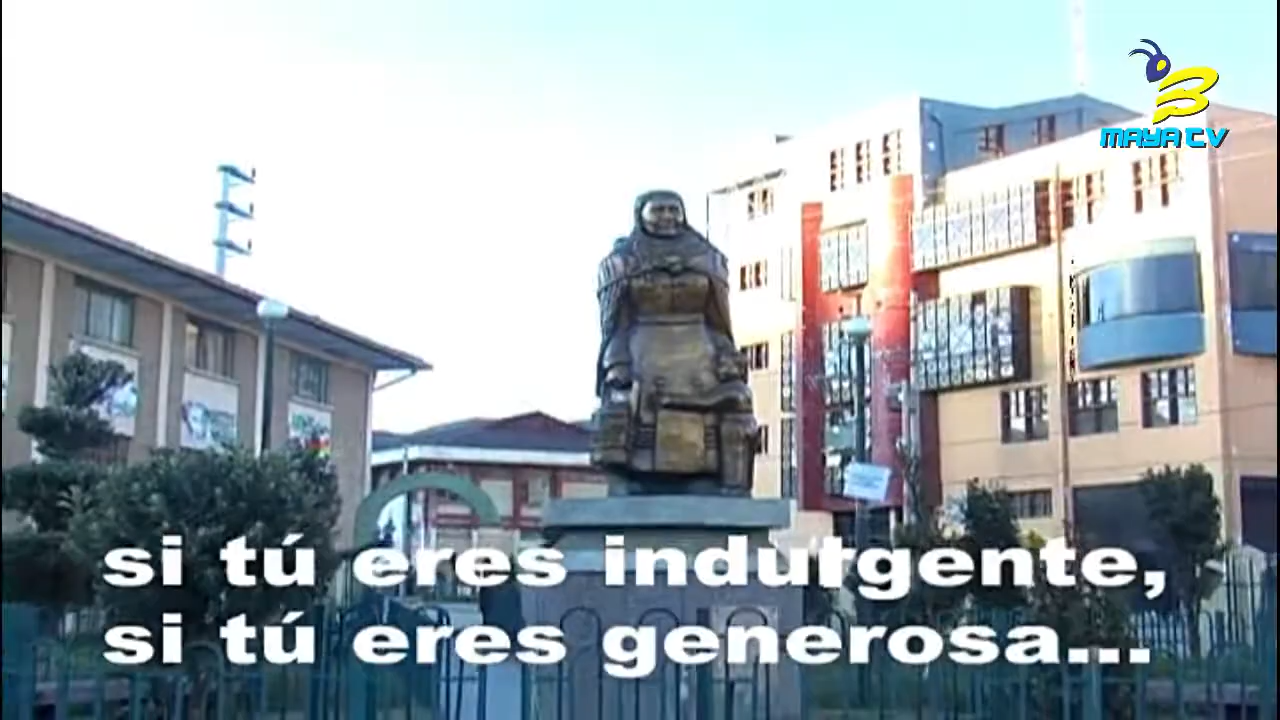 MAYA TV
si tú eres indulgente,
si tú eres generosa...